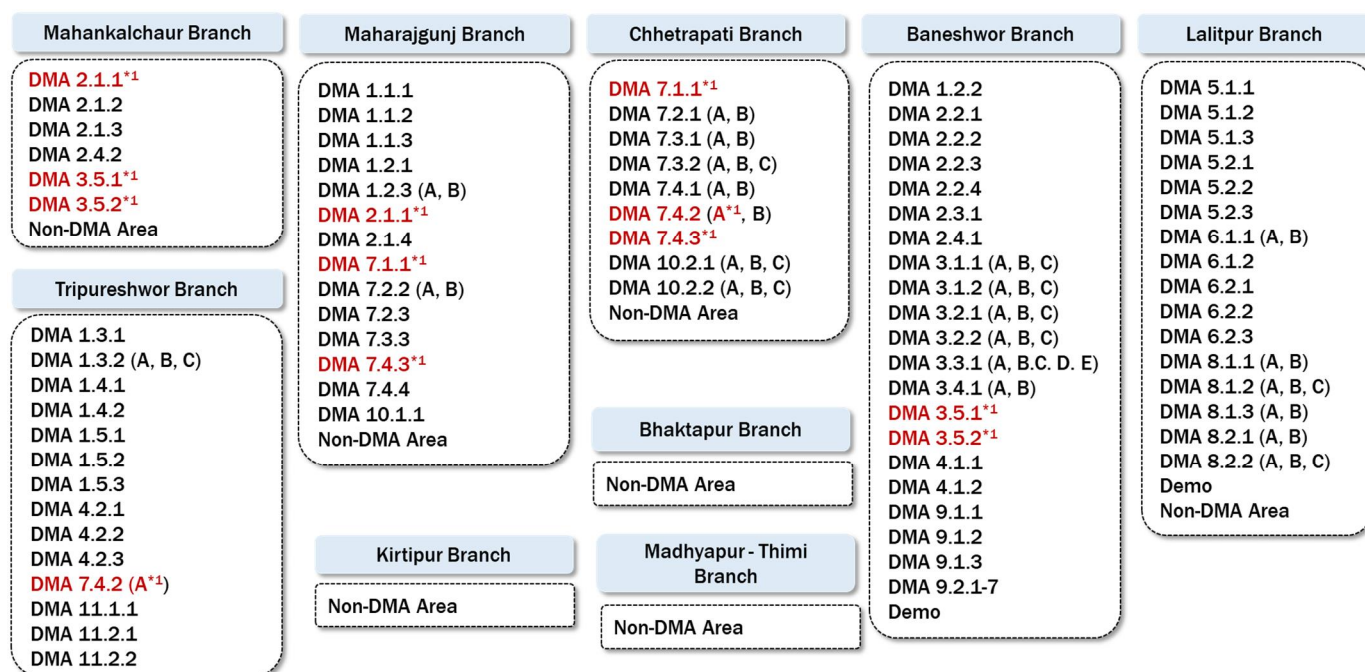 Mahankalchaur Branch
DMA 2.1.1*1
DMA 2.1.2
DMA 2.1.3
DMA 2.4.2
DMA 3.5.1*1
DMA 3.5.2*1
Non-DMA Area
Tripureshwor Branch
DMA 1.3.1
DMA 1.3.2 (A, B, C)
DMA 1.4.1
DMA 1.4.2
DMA 1.5.1
DMA 1.5.2
DMA 1.5.3
DMA 4.2.1
DMA 4.2.2
DMA 4.2.3
DMA 7.4.2 (A*1)
DMA 11.1.1
DMA 11.2.1
DMA 11.2.2
Maharajgunj Branch
DMA 1.1.1
DMA 1.1.2
DMA 1.1.3
DMA 1.2.1
DMA 1.2.3 (A, B)
DMA 2.1.1*1
DMA 2.1.4
DMA 7.1.1*1
DMA 7.2.2 (A, B)
DMA 7.2.3
DMA 7.3.3
DMA 7.4.3*1
DMA 7.4.4
DMA 10.1.1
Non-DMA Area
Kirtipur Branch
Non-DMA Area
Chhetrapati Branch
DMA 7.1.1*1
DMA 7.2.1 (A, B)
DMA 7.3.1 (A, B)
DMA 7.3.2 (A, B, C)
DMA 7.4.1 (A, B)
DMA 7.4.2 (A*1, B)
DMA 7.4.3*1
DMA 10.2.1 (A, B, C)
DMA 10.2.2 (A, B, C)
Non-DMA Area
Bhaktapur Branch
Non-DMA Area
Madhyapur - Thimi
Branch
Non-DMA Area
Baneshwor Branch
DMA 1.2.2
DMA 2.2.1
DMA 2.2.2
DMA 2.2.3
DMA 2.2.4
DMA 2.3.1
DMA 2.4.1
DMA 3.1.1 (A, B, C)
DMA 3.1.2 (A, B, C)
DMA 3.2.1 (A, B, C)
DMA 3.2.2 (A, B, C)
DMA 3.3.1 (A, B.C. D. E)
DMA 3.4.1 (A, B)
DMA 3.5.1*1
DMA 3.5.2*1
DMA 4.1.1
DMA 4.1.2
DMA 9.1.1
DMA 9.1.2
DMA 9.1.3
DMA 9.2.1-7
Demo
Lalitpur Branch
DMA 5.1.1
DMA 5.1.2
DMA 5.1.3
DMA 5.2.1
DMA 5.2.2
DMA 5.2.3
DMA 6.1.1 (A, B)
DMA 6.1.2
DMA 6.2.1
DMA 6.2.2
DMA 6.2.3
DMA 8.1.1 (A, B)
DMA 8.1.2 (A, B, C)
DMA 8.1.3 (A, B)
DMA 8.2.1 (A, B)
DMA 8.2.2 (A, B, C)
Demo
Non-DMA Area